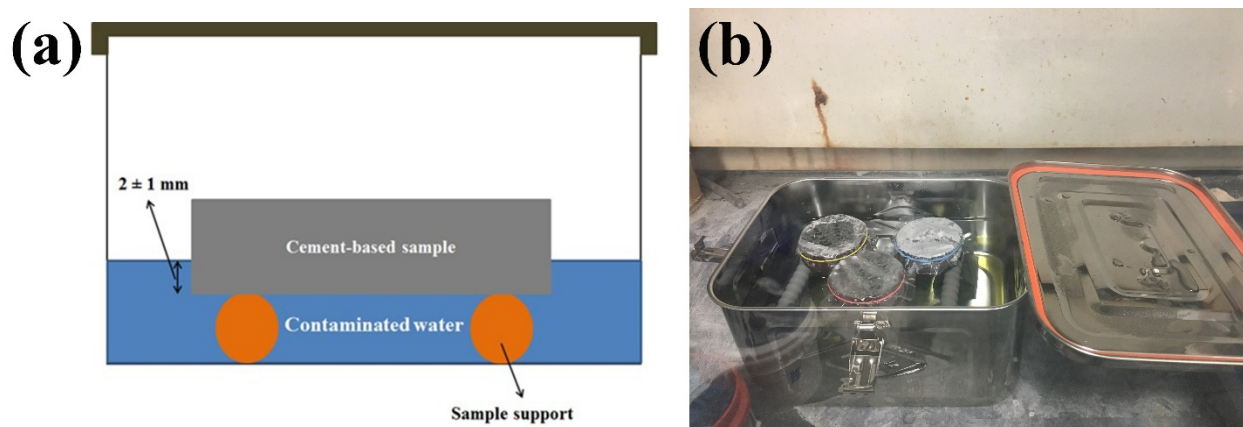 (a)
2 ± 1 mm
Cement-based sample
Contaminated water
Sample support
(b)